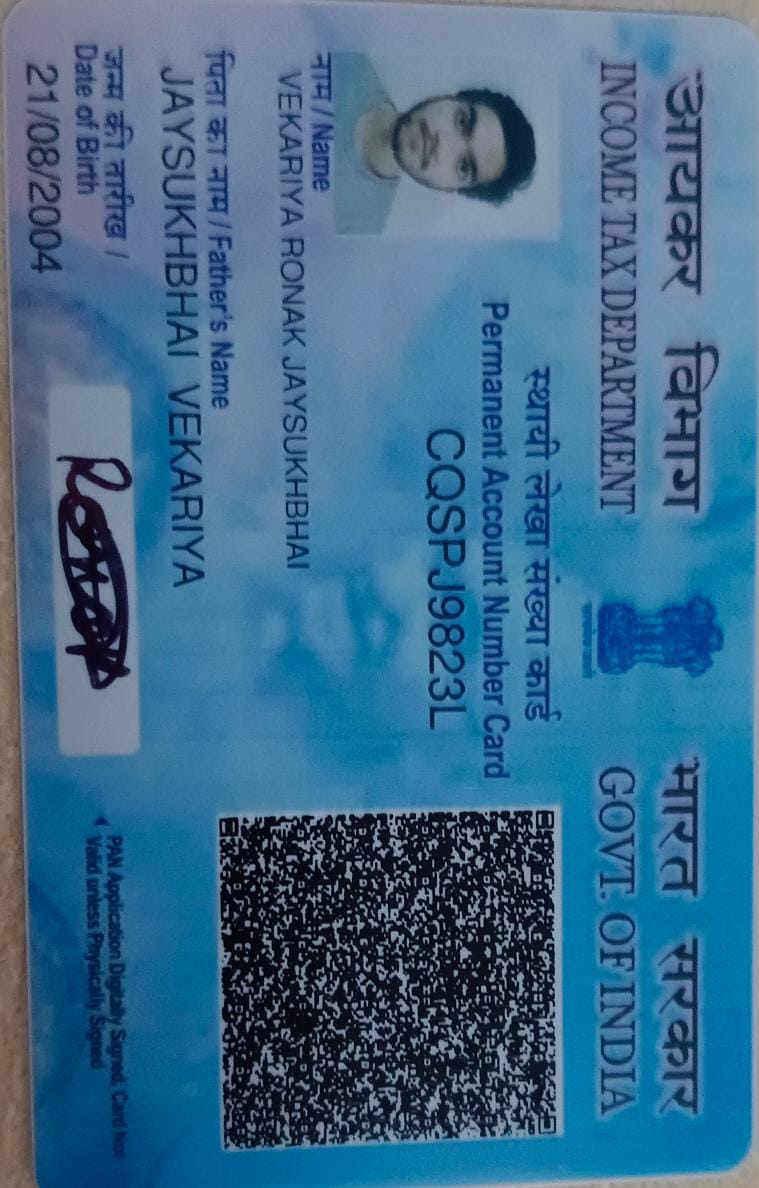 आयकर विभाग
INCOME TAX DEPARTMENT
सत्यमेव जयते
भारत सरकार
GOVT. OF INDIA
स्थायी लेखा संख्या कार्ड
Permanent Account Number Card
CQSPJ9823L
नाम / Name
VEKARIYA RONAK JAYSUKHBHAI
पिता का नाम / Father's Name
JAYSUKHBHAI VEKARIYA
जन्म की तारीख /
Date of Birth
21/08/2004
Ronak
PAN Application Digitally Signed, Card Not
Valid unless Physically Signed